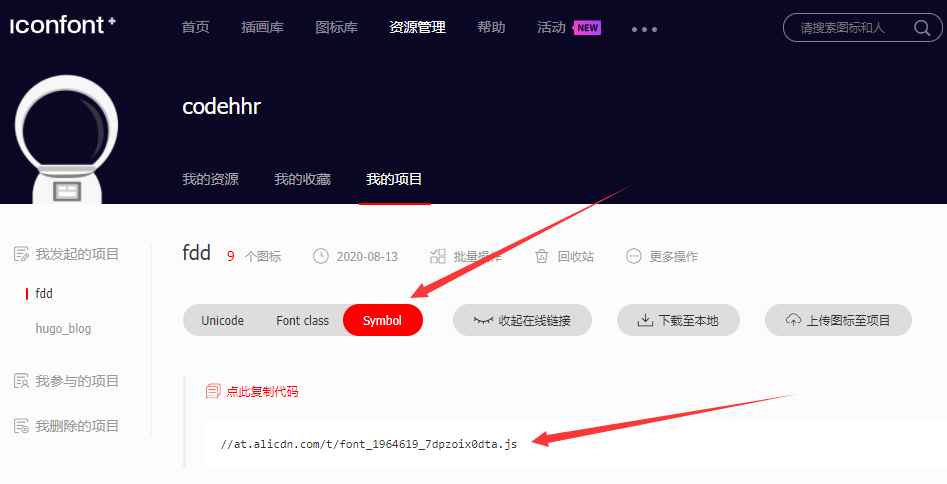 iconfont+ 首页 插画库 图标库 资源管理 帮助 活动 NEW 请搜索图标和人
codehhr
我的资源 我的收藏 我的项目
我发起的项目
fdd
hugo_blog
我参与的项目
我删除的项目
fdd 9 个图标 2020-08-13 批量操作 回收站 更多操作
Unicode Font class Symbol 收起在线链接 下载至本地 上传图标至项目
点此复制代码
//at.alicdn.com/t/font_1964619_7dpzoix0dta.js